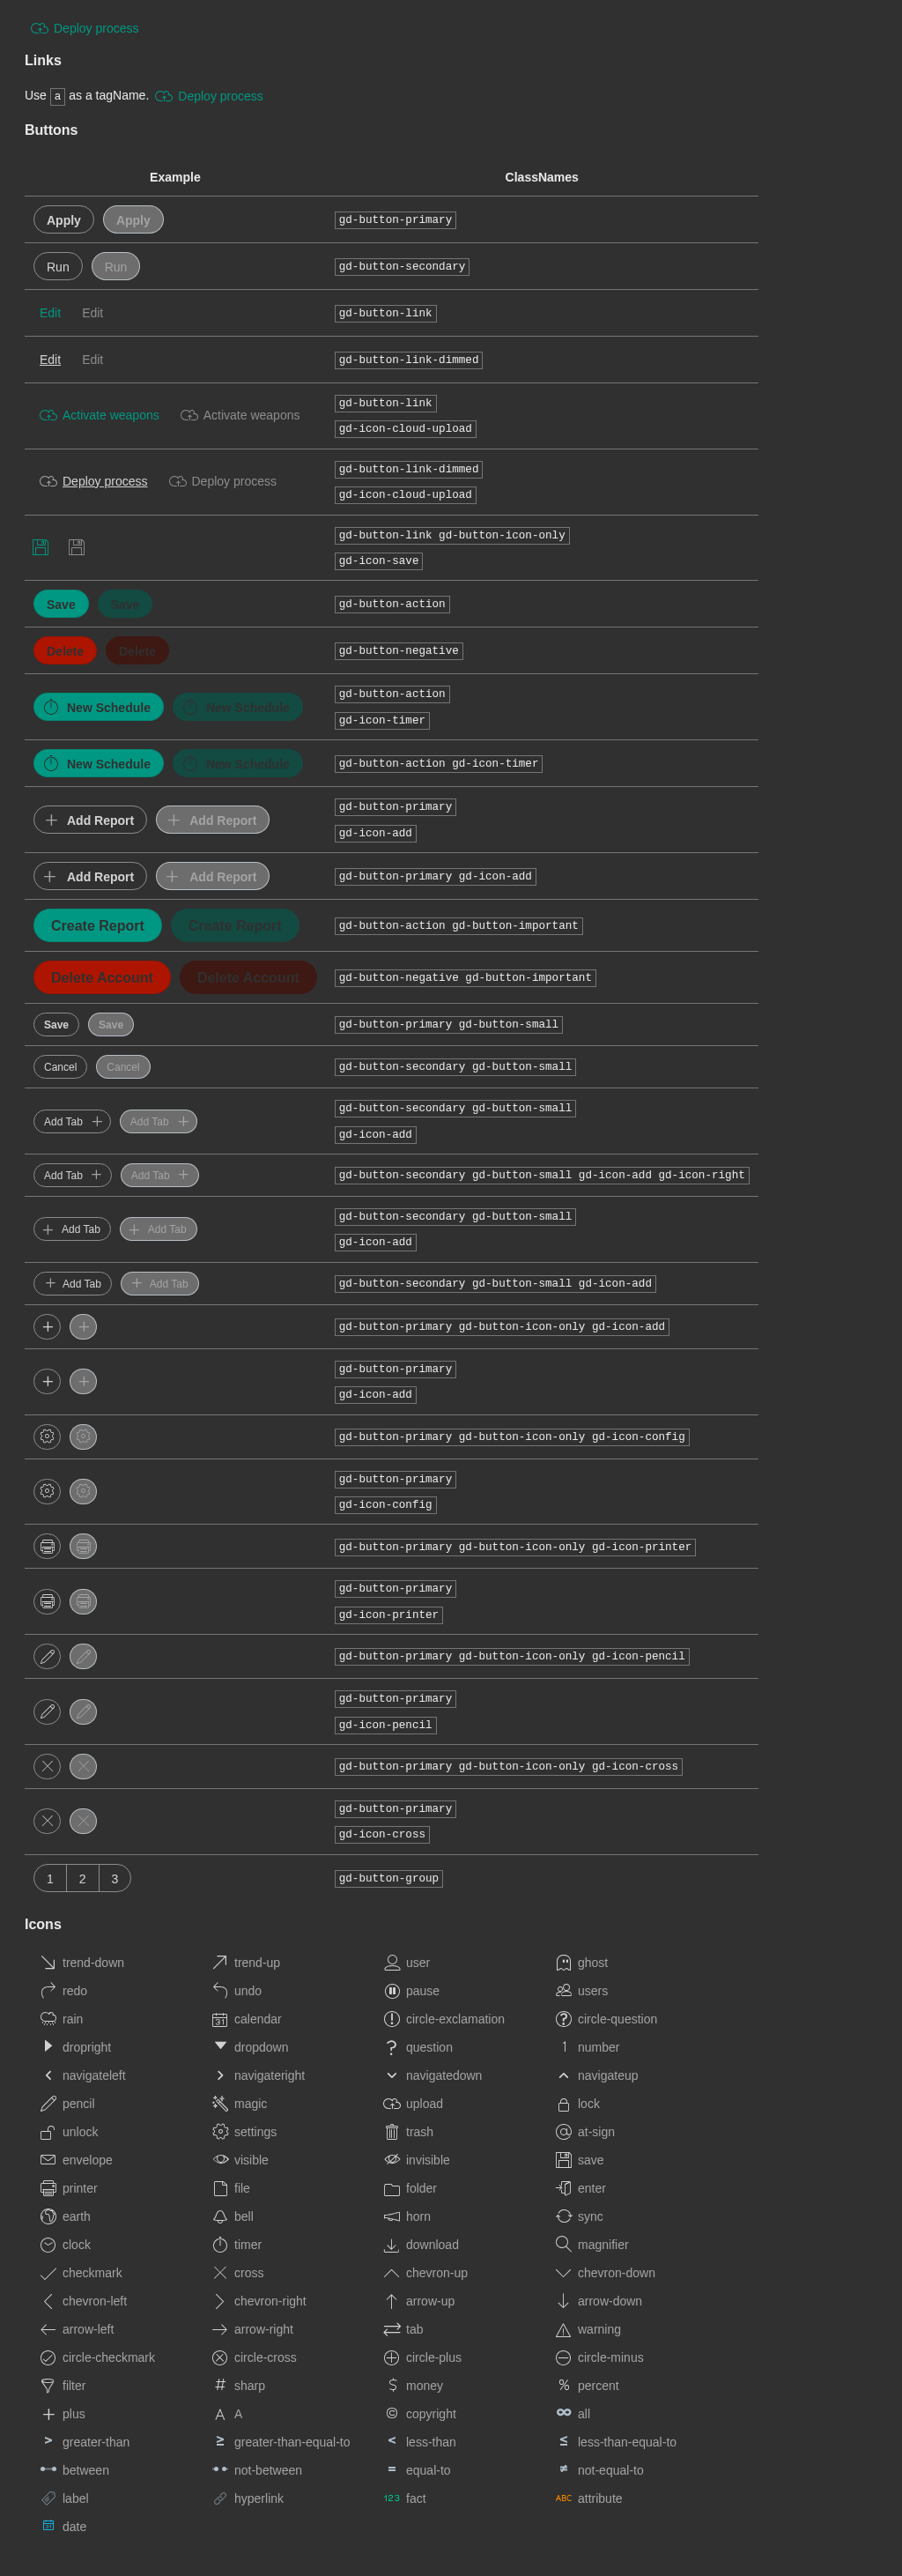 Deploy process
Links
Use a as a tagName. Deploy process
Buttons
Example ClassNames
Apply Apply gd-button-primary
Run Run gd-button-secondary
Edit Edit gd-button-link
Edit Edit gd-button-link-dimmed
Activate weapons Activate weapons gd-button-link
gd-icon-cloud-upload
Deploy process Deploy process gd-button-link-dimmed
gd-icon-cloud-upload
gd-button-link gd-button-icon-only
gd-icon-save
Save Save gd-button-action
Delete Delete gd-button-negative
New Schedule New Schedule gd-button-action
gd-icon-timer
New Schedule New Schedule gd-button-action gd-icon-timer
Add Report Add Report gd-button-primary
gd-icon-add
Add Report Add Report gd-button-primary gd-icon-add
Create Report Create Report gd-button-action gd-button-important
Delete Account Delete Account gd-button-negative gd-button-important
Save Save gd-button-primary gd-button-small
Cancel Cancel gd-button-secondary gd-button-small
Add Tab Add Tab gd-button-secondary gd-button-small
gd-icon-add
Add Tab Add Tab gd-button-secondary gd-button-small gd-icon-add gd-icon-right
Add Tab Add Tab gd-button-secondary gd-button-small
gd-icon-add
Add Tab Add Tab gd-button-secondary gd-button-small gd-icon-add
gd-button-primary gd-button-icon-only gd-icon-add
gd-button-primary
gd-icon-add
gd-button-primary gd-button-icon-only gd-icon-config
gd-button-primary
gd-icon-config
gd-button-primary gd-button-icon-only gd-icon-printer
gd-button-primary
gd-icon-printer
gd-button-primary gd-button-icon-only gd-icon-pencil
gd-button-primary
gd-icon-pencil
gd-button-primary gd-button-icon-only gd-icon-cross
gd-button-primary
gd-icon-cross
1 2 3 gd-button-group
Icons
trend-down trend-up user ghost
redo undo pause users
rain calendar circle-exclamation circle-question
dropright dropdown question number
navigateleft navigateright navigatedown navigateup
pencil magic upload lock
unlock settings trash at-sign
envelope visible invisible save
printer file folder enter
earth bell horn sync
clock timer download magnifier
checkmark cross chevron-up chevron-down
chevron-left chevron-right arrow-up arrow-down
arrow-left arrow-right tab warning
circle-checkmark circle-cross circle-plus circle-minus
filter sharp money percent
plus A copyright all
greater-than greater-than-equal-to less-than less-than-equal-to
between not-between equal-to not-equal-to
label hyperlink 123 fact ABC attribute
date